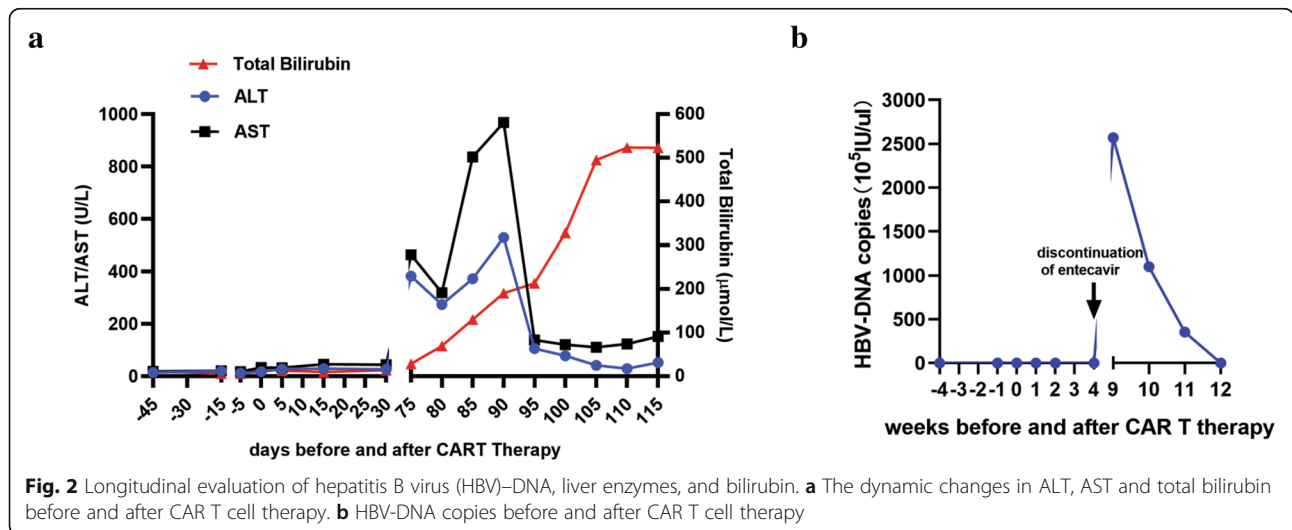 a
Total Bilirubin
ALT
AST
1000
800
600
400
200
0
ALT/AST (U/L)
600
500
400
300
200
100
0
Total Bilirubin (μmol/L)
-45 -30 -15 -5 0 5 10 15 20 25 30 75 80 85 90 95 100 105 110 115
days before and after CART Therapy
b
3000
2500
2000
1500
1000
500
0
HBV-DNA copies（10⁵IU/ul）
discontinuation
of entecavir
-4 -3 -2 -1 0 1 2 3 4 9 10 11 12
weeks before and after CAR T therapy
Fig. 2 Longitudinal evaluation of hepatitis B virus (HBV)–DNA, liver enzymes, and bilirubin. a The dynamic changes in ALT, AST and total bilirubin
before and after CAR T cell therapy. b HBV-DNA copies before and after CAR T cell therapy